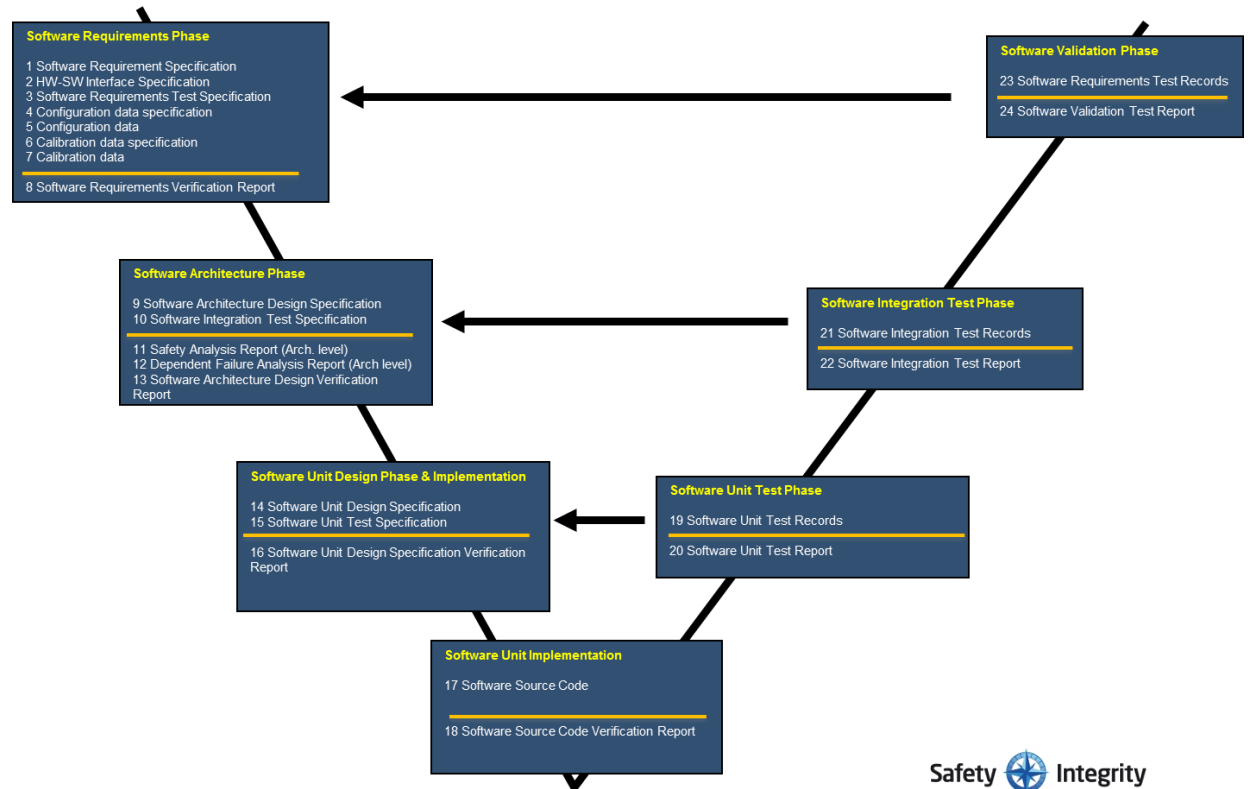 Software Requirements Phase
1 Software Requirement Specification
2 HW-SW Interface Specification
3 Software Requirements Test Specification
4 Configuration data specification
5 Configuration data
6 Calibration data specification
7 Calibration data
8 Software Requirements Verification Report
Software Validation Phase
23 Software Requirements Test Records
24 Software Validation Test Report
Software Architecture Phase
9 Software Architecture Design Specification
10 Software Integration Test Specification
11 Safety Analysis Report (Arch. level)
12 Dependent Failure Analysis Report (Arch level)
13 Software Architecture Design Verification
Report
Software Integration Test Phase
21 Software Integration Test Records
22 Software Integration Test Report
Software Unit Design Phase & Implementation
14 Software Unit Design Specification
15 Software Unit Test Specification
16 Software Unit Design Specification Verification
Report
Software Unit Test Phase
19 Software Unit Test Records
20 Software Unit Test Report
Software Unit Implementation
17 Software Source Code
18 Software Source Code Verification Report
Safety Integrity